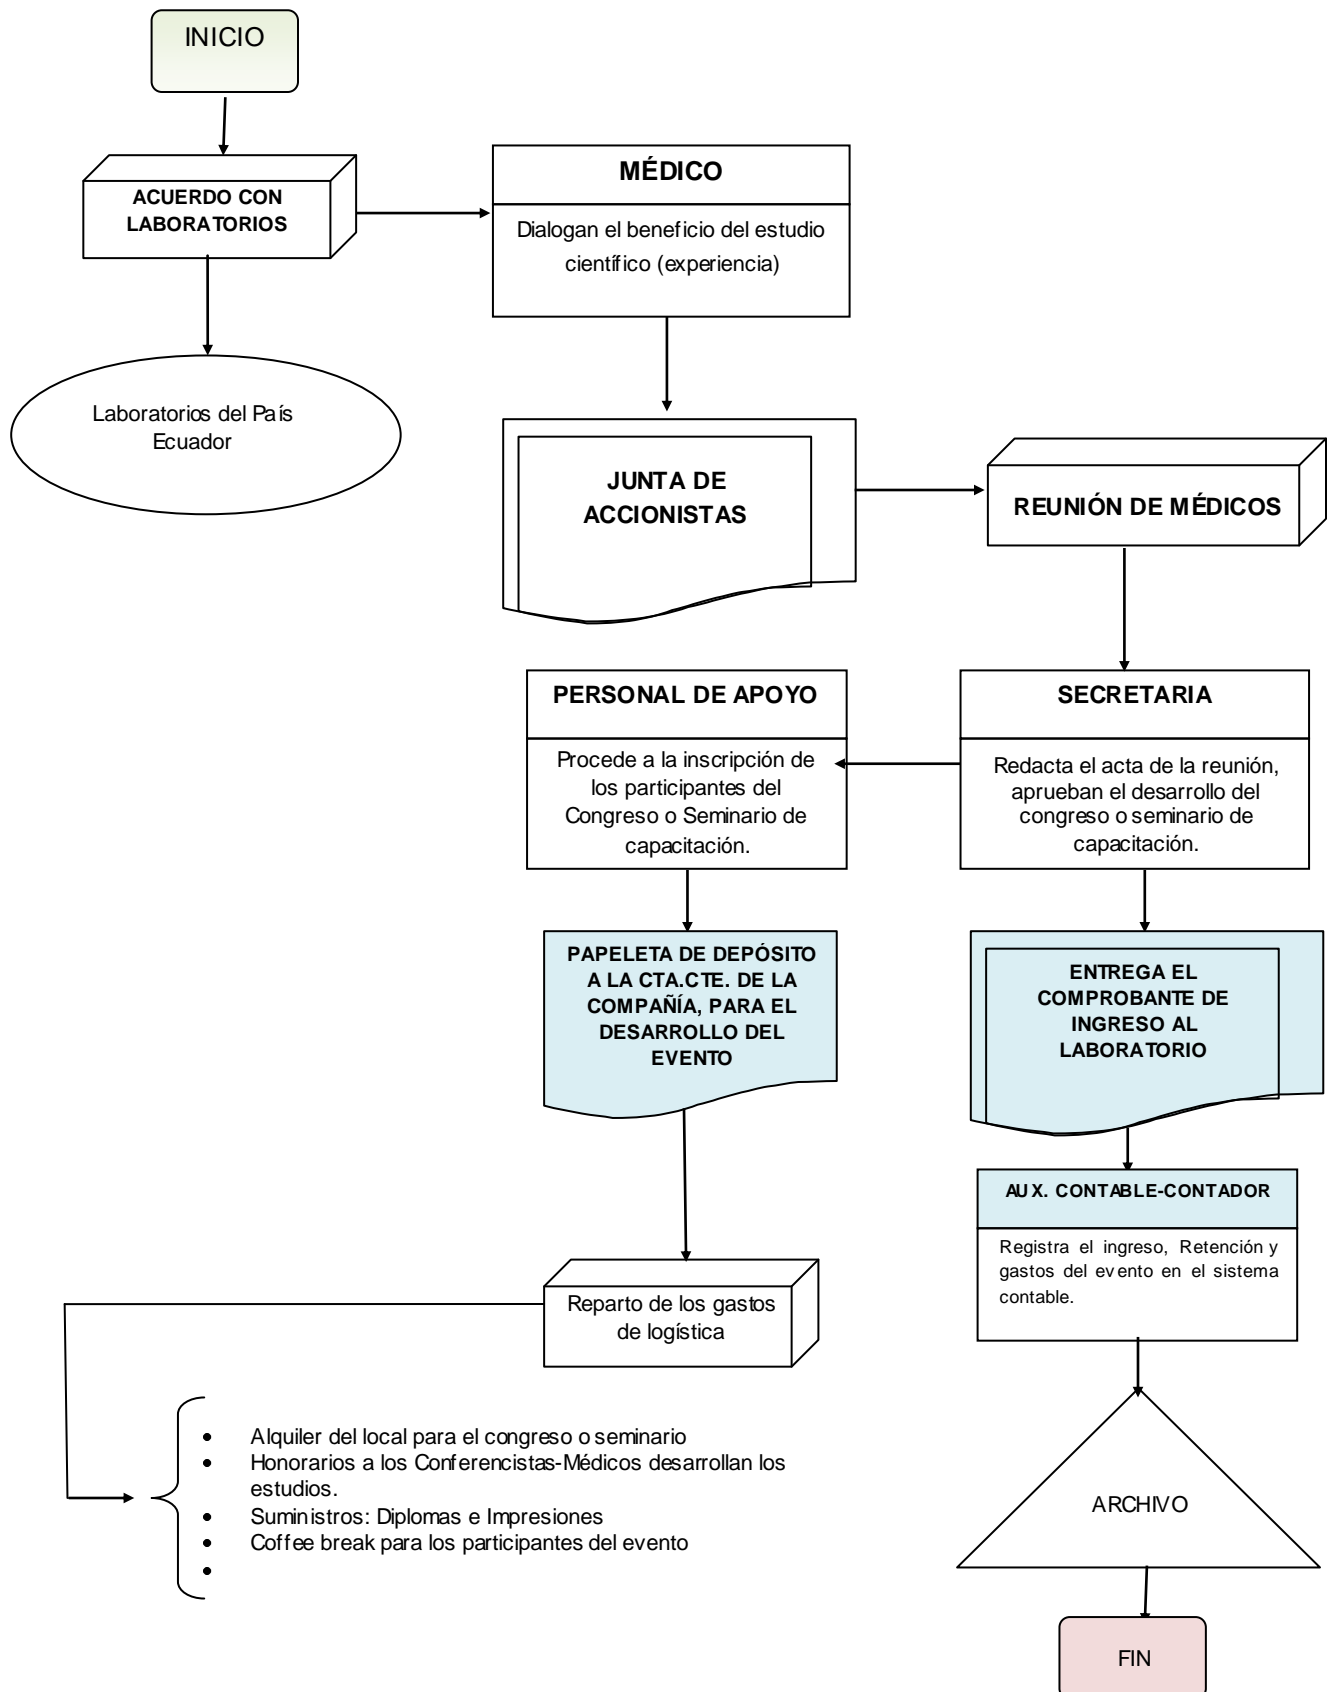 INICIO
ACUERDO CON
LABORATORIOS
MÉDICO
Dialogan el beneficio del estudio
científico (experiencia)
Laboratorios del País
Ecuador
JUNTA DE
ACCIONISTAS
REUNIÓN DE MÉDICOS
PERSONAL DE APOYO
Procede a la inscripción de
los participantes del
Congreso o Seminario de
capacitación.
SECRETARIA
Redacta el acta de la reunión,
aprueban el desarrollo del
congreso o seminario de
capacitación.
PAPELETA DE DEPÓSITO
A LA CTA.CTE. DE LA
COMPAÑÍA, PARA EL
DESARROLLO DEL
EVENTO
ENTREGA EL
COMPROBANTE DE
INGRESO AL
LABORATORIO
AUX. CONTABLE-CONTADOR
Registra el ingreso, Retención y
gastos del evento en el sistema
contable.
Reparto de los gastos
de logística
• Alquiler del local para el congreso o seminario
• Honorarios a los Conferencistas-Médicos desarrollan los
estudios.
• Suministros: Diplomas e Impresiones
• Coffee break para los participantes del evento
•
ARCHIVO
FIN